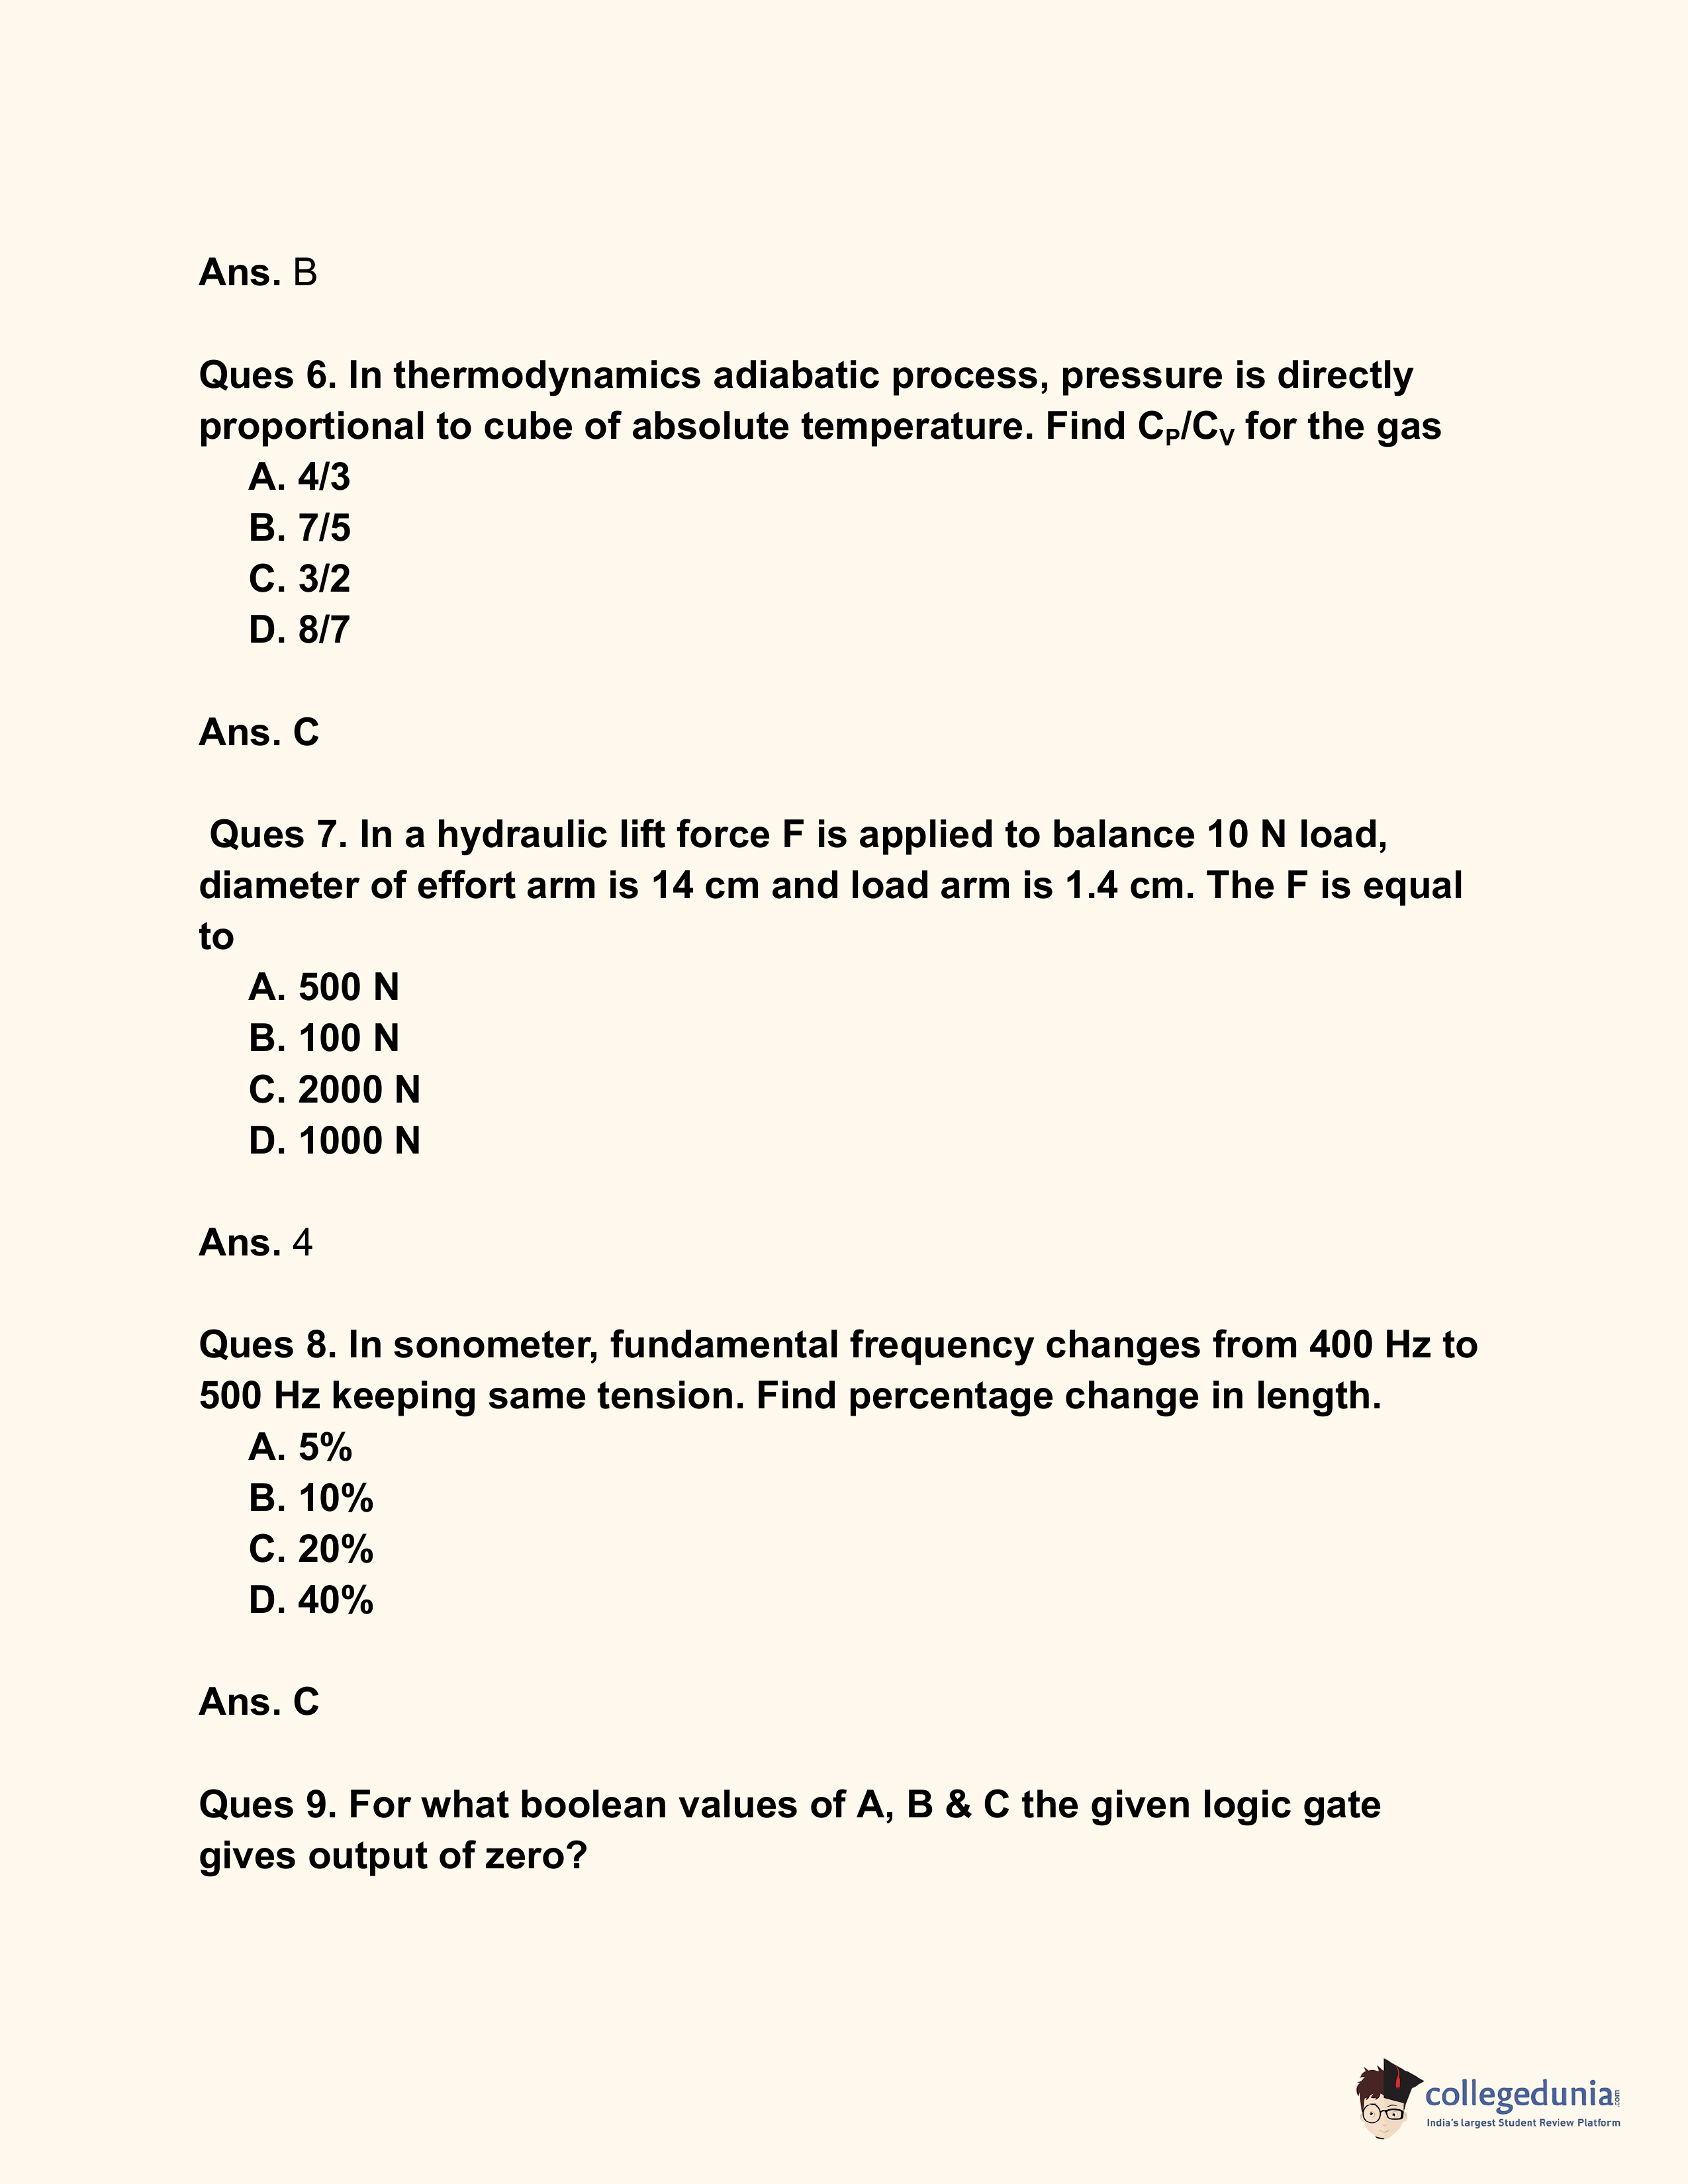 Ans. B
Ques 6. In thermodynamics adiabatic process, pressure is directly
proportional to cube of absolute temperature. Find CP/CV for the gas
A. 4/3
B. 7/5
C. 3/2
D. 8/7
Ans. C
Ques 7. In a hydraulic lift force F is applied to balance 10 N load,
diameter of effort arm is 14 cm and load arm is 1.4 cm. The F is equal
to
A. 500 N
B. 100 N
C. 2000 N
D. 1000 N
Ans. 4
Ques 8. In sonometer, fundamental frequency changes from 400 Hz to
500 Hz keeping same tension. Find percentage change in length.
A. 5%
B. 10%
C. 20%
D. 40%
Ans. C
Ques 9. For what boolean values of A, B & C the given logic gate
gives output of zero?
collegedunia.com
India's largest Student Review Platform